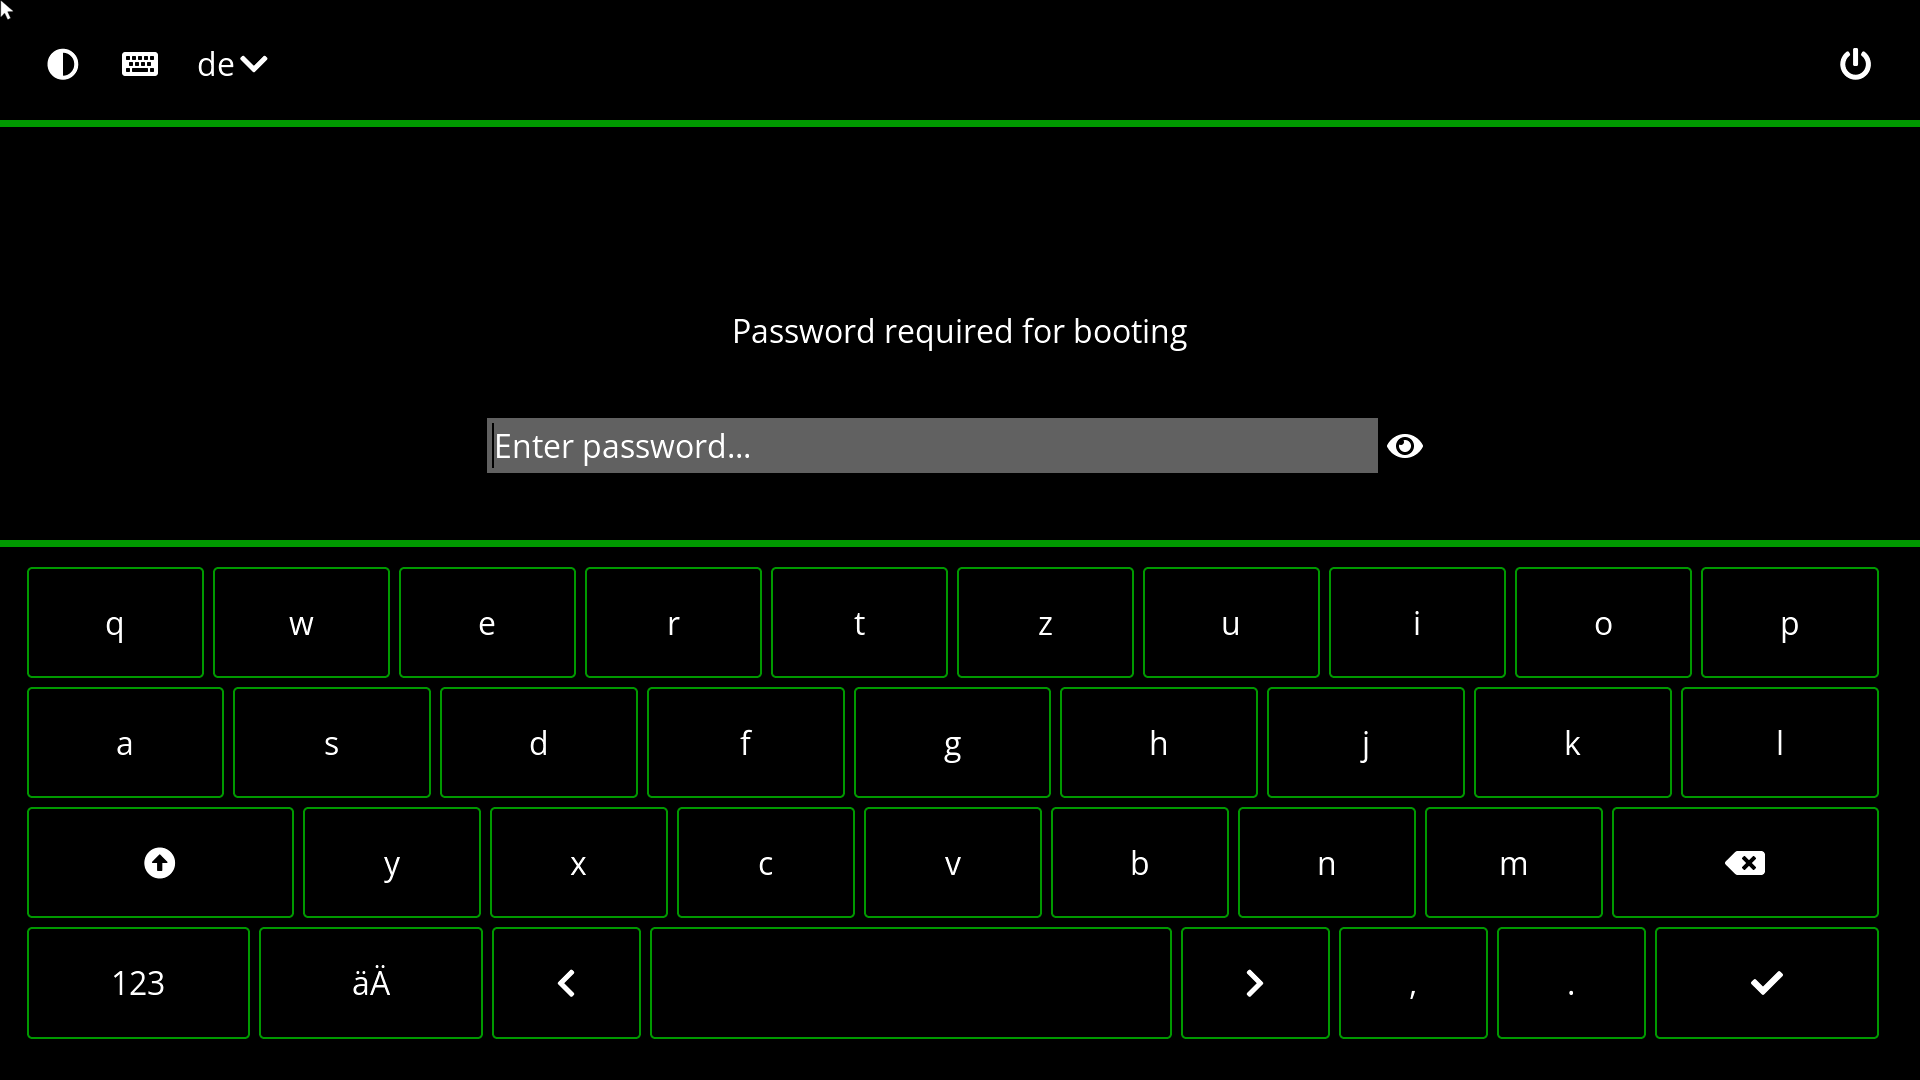 de
Password required for booting
Enter password...
q w e r t z u i o p
a s d f g h j k l
y x c v b n m
123 äÄ , .